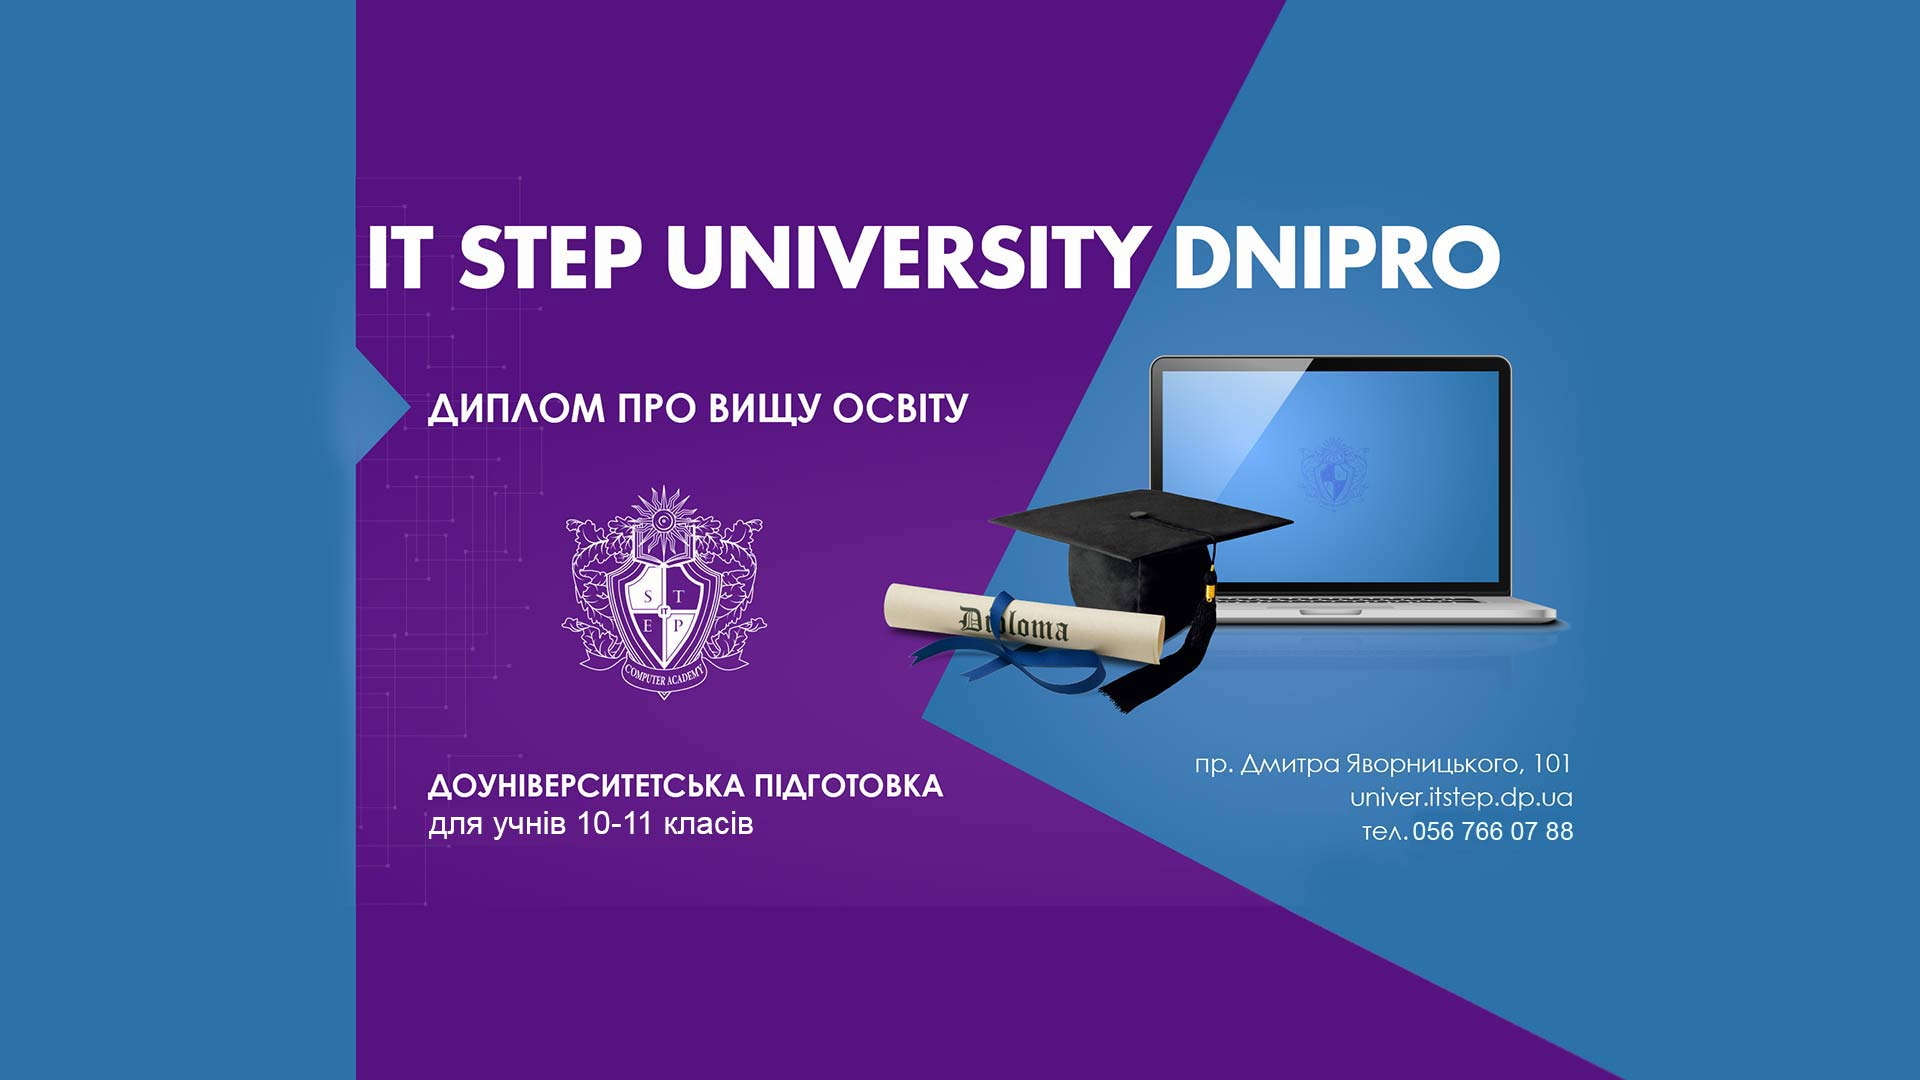 IT STEP UNIVERSITY DNIPRO
ДИПЛОМ ПРО ВИЩУ ОСВІТУ
S T
IT
E P
COMPUTER ACADEMY
Diploma
ДОУНІВЕРСИТЕТСЬКА ПІДГОТОВКА
для учнів 10-11 класів
пр. Дмитра Яворницького, 101
univer.itstep.dp.ua
тел. 056 766 07 88